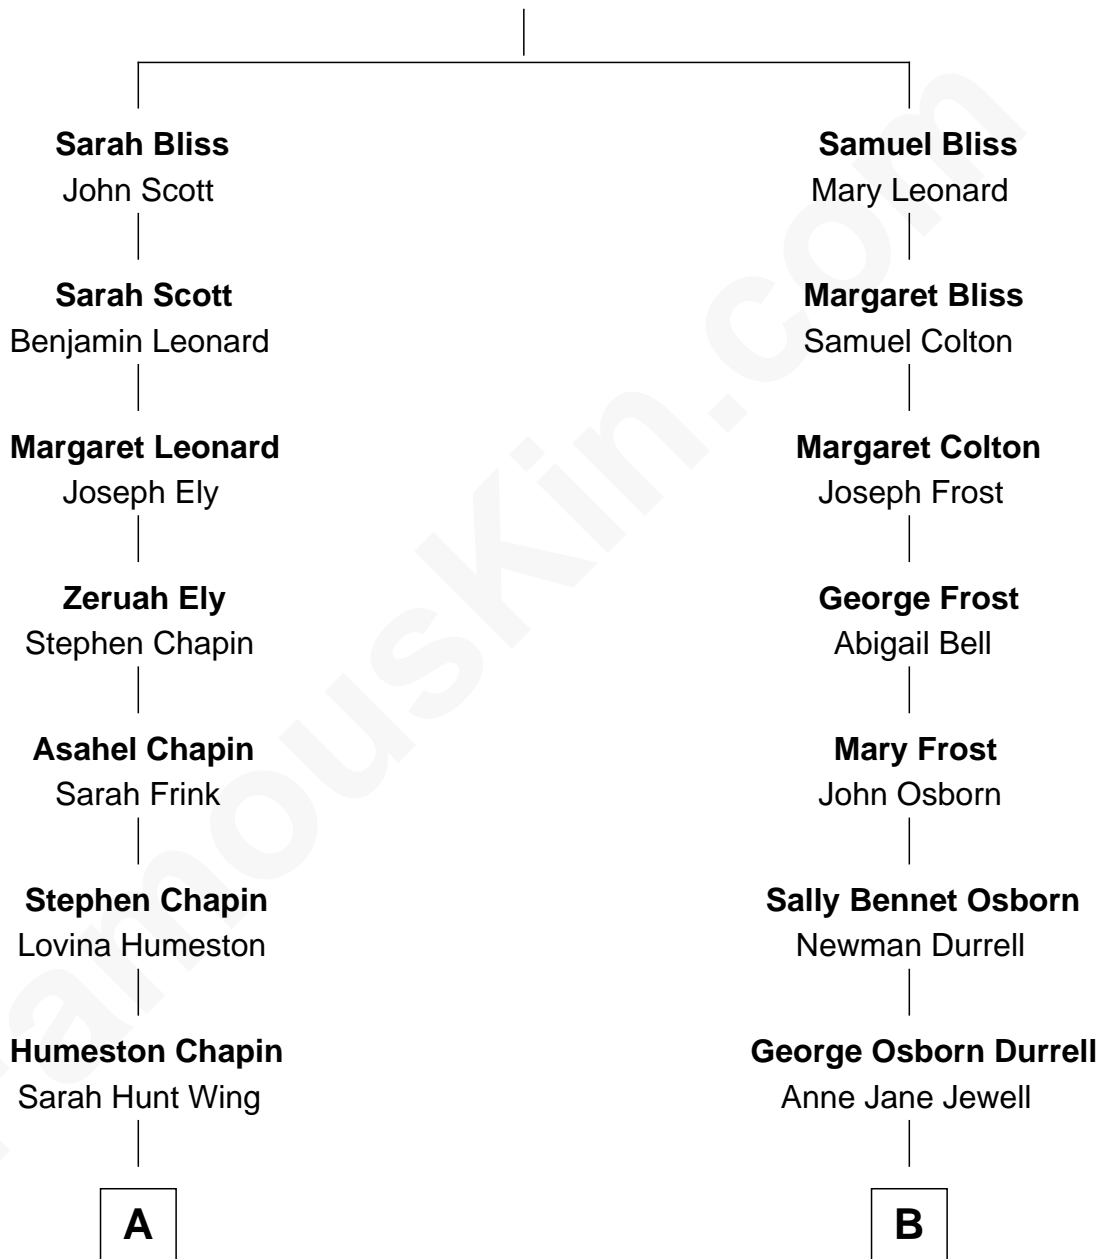 Sarah Bliss
John Scott
Samuel Bliss
Mary Leonard
Sarah Scott
Benjamin Leonard
Margaret Bliss
Samuel Colton
Margaret Leonard
Joseph Ely
Margaret Colton
Joseph Frost
Zeruah Ely
Stephen Chapin
George Frost
Abigail Bell
Asahel Chapin
Sarah Frink
Mary Frost
John Osborn
Stephen Chapin
Lovina Humeston
Sally Bennet Osborn
Newman Durrell
Humeston Chapin
Sarah Hunt Wing
George Osborn Durrell
Anne Jane Jewell
A
B
FamousKin.com